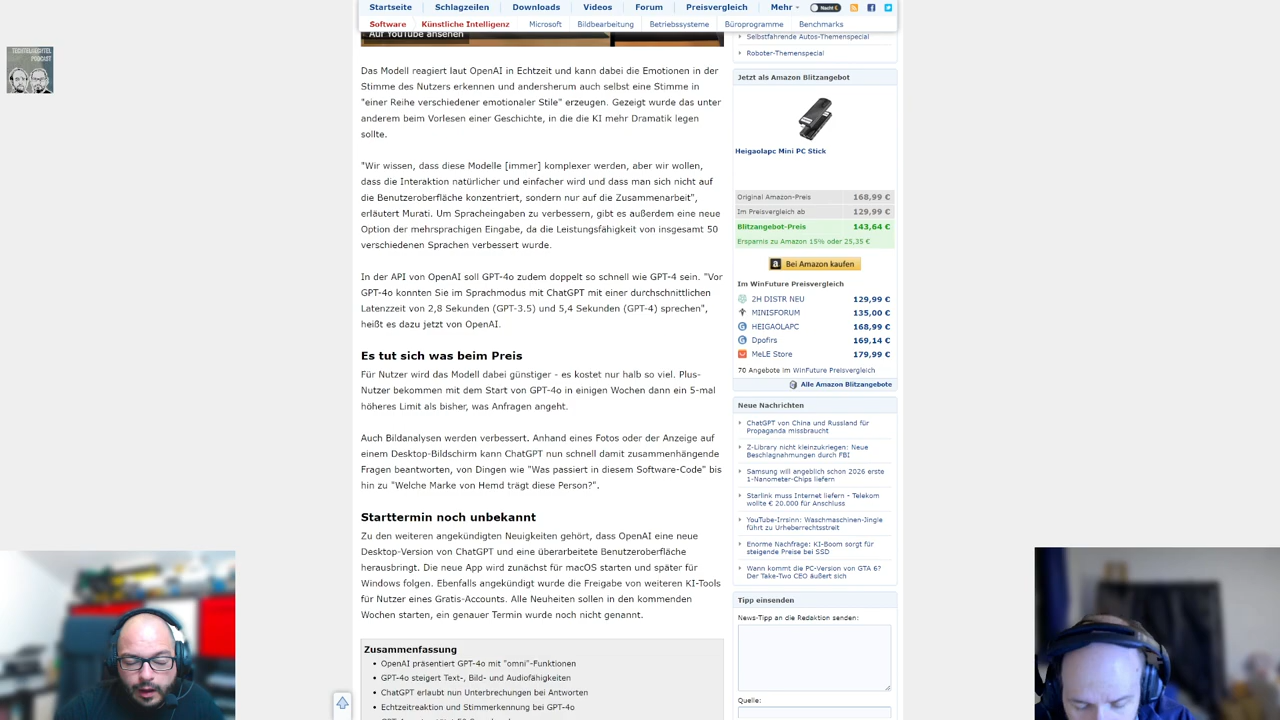 Startseite
Schlagzeilen
Downloads
Videos
Forum
Preisvergleich
Mehr
Nacht
Software
Künstliche Intelligenz
Microsoft
Bildbearbeitung
Betriebssysteme
Büroprogramme
Benchmarks
TECHTELMECHTEL
PODCAST
Auf YouTube ansehen
Das Modell reagiert laut OpenAI in Echtzeit und kann dabei die Emotionen in der
Stimme des Nutzers erkennen und andersherum auch selbst eine Stimme in
"einer Reihe verschiedener emotionaler Stile" erzeugen. Gezeigt wurde das unter
anderem beim Vorlesen einer Geschichte, in die die KI mehr Dramatik legen
sollte.
"Wir wissen, dass diese Modelle [immer] komplexer werden, aber wir wollen,
dass die Interaktion natürlicher und einfacher wird und dass man sich nicht auf
die Benutzeroberfläche konzentriert, sondern nur auf die Zusammenarbeit",
erläutert Murati. Um Spracheingaben zu verbessern, gibt es außerdem eine neue
Option der mehrsprachigen Eingabe, da die Leistungsfähigkeit von insgesamt 50
verschiedenen Sprachen verbessert wurde.
In der API von OpenAI soll GPT-4o zudem doppelt so schnell wie GPT-4 sein. "Vor
GPT-4o konnten Sie im Sprachmodus mit ChatGPT mit einer durchschnittlichen
Latenzzeit von 2,8 Sekunden (GPT-3.5) und 5,4 Sekunden (GPT-4) sprechen",
heißt es dazu jetzt von OpenAI.
Es tut sich was beim Preis
Für Nutzer wird das Modell dabei günstiger - es kostet nur halb so viel. Plus-
Nutzer bekommen mit dem Start von GPT-4o in einigen Wochen dann ein 5-mal
höheres Limit als bisher, was Anfragen angeht.
Auch Bildanalysen werden verbessert. Anhand eines Fotos oder der Anzeige auf
einem Desktop-Bildschirm kann ChatGPT nun schnell damit zusammenhängende
Fragen beantworten, von Dingen wie "Was passiert in diesem Software-Code" bis
hin zu "Welche Marke von Hemd trägt diese Person?".
Starttermin noch unbekannt
Zu den weiteren angekündigten Neuigkeiten gehört, dass OpenAI eine neue
Desktop-Version von ChatGPT und eine überarbeitete Benutzeroberfläche
herausbringt. Die neue App wird zunächst für macOS starten und später für
Windows folgen. Ebenfalls angekündigt wurde die Freigabe von weiteren KI-Tools
für Nutzer eines Gratis-Accounts. Alle Neuheiten sollen in den kommenden
Wochen starten, ein genauer Termin wurde noch nicht genannt.
Zusammenfassung
• OpenAI präsentiert GPT-4o mit "omni"-Funktionen
• GPT-4o steigert Text-, Bild- und Audiofähigkeiten
• ChatGPT erlaubt nun Unterbrechungen bei Antworten
• Echtzeitreaktion und Stimmerkennung bei GPT-4o
Selbstfahrende Autos-Themenspecial
Roboter-Themenspecial
Jetzt als Amazon Blitzangebot
Heigaolapc Mini PC Stick
Original Amazon-Preis 168,99 €
Im Preisvergleich ab 129,99 €
Blitzangebot-Preis 143,64 €
Ersparnis zu Amazon 15% oder 25,35 €
a Bei Amazon kaufen
Im WinFuture Preisvergleich
2H DISTR NEU 129,99 €
MINISFORUM 135,00 €
HEIGAOLAPC 168,99 €
Dpofirs 169,14 €
MeLE Store 179,99 €
70 Angebote im WinFuture Preisvergleich
Alle Amazon Blitzangebote
Neue Nachrichten
ChatGPT von China und Russland für
Propaganda missbraucht
Z-Library nicht kleinzukriegen: Neue
Beschlagnahmungen durch FBI
Samsung will angeblich schon 2026 erste
1-Nanometer-Chips liefern
Starlink muss Internet liefern - Telekom
wollte € 20.000 für Anschluss
YouTube-Irrsinn: Waschmaschinen-Jingle
führt zu Urheberrechtsstreit
Enorme Nachfrage: KI-Boom sorgt für
steigende Preise bei SSD
Wann kommt die PC-Version von GTA 6?
Der Take-Two CEO äußert sich
Tipp einsenden
News-Tipp an die Redaktion senden:
Quelle: